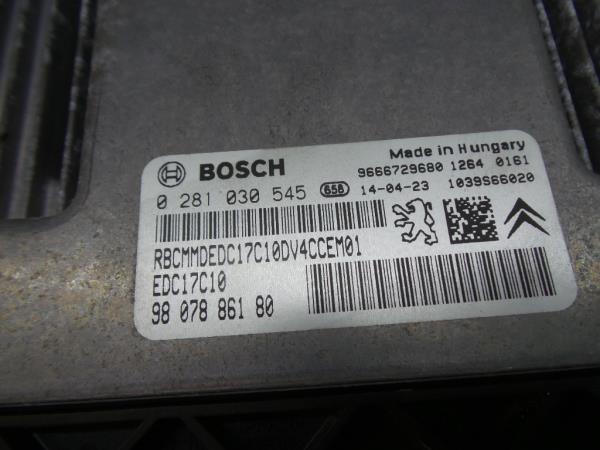 Made in Hungary
BOSCH 9666729680 1264 0161
0 281 030 545 658 14-04-23 1039S66020
RBCMMDEDC17C10DV4CCEM01
EDC17C10
98 078 861 80